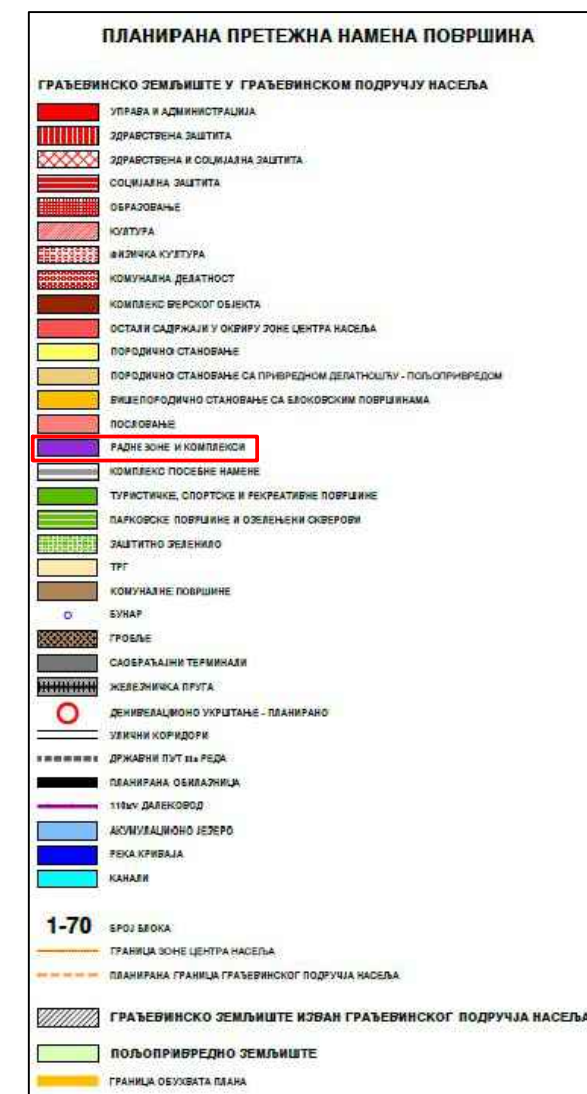 ПЛАНИРАНА ПРЕТЕЖНА НАМЕНА ПОВРШИНА
ГРАЂЕВИНСКО ЗЕМЉИШТЕ У ГРАЂЕВИНСКОМ ПОДРУЧЈУ НАСЕЉА
УПРАВА И АДМИНИСТРАЦИЈА
ЗДРАВСТВЕНА ЗАШТИТА
ЗДРАВСТВЕНА И СОЦИЈАЛНА ЗАШТИТА
СОЦИЈАЛНА ЗАШТИТА
ОБРАЗОВАЊЕ
КУЛТУРА
ФИЗИЧКА КУЛТУРА
КОМУНАЛНА ДЕЛАТНОСТ
КОМПЛЕКС ВЕРСКОГ ОБЈЕКТА
ОСТАЛИ САДРЖАЈИ У ОКВИРУ ЗОНЕ ЦЕНТРА НАСЕЉА
ПОРОДИЧНО СТАНОВАЊЕ
ПОРОДИЧНО СТАНОВАЊЕ СА ПРИВРЕДНОМ ДЕЛАТНОШЋУ - ПОЉОПРИВРЕДОМ
ВИШЕПОРОДИЧНО СТАНОВАЊЕ СА БЛОКОВСКИМ ПОВРШИНАМА
ПОСЛОВАЊЕ
РАДНЕ ЗОНЕ И КОМПЛЕКСИ
КОМПЛЕКС ПОСЕБНЕ НАМЕНЕ
ТУРИСТИЧКЕ, СПОРТСКЕ И РЕКРЕАТИВНЕ ПОВРШИНЕ
ПАРКОВСКЕ ПОВРШИНЕ И ОЗЕЛЕЊЕНИ СКВЕРОВИ
ЗАШТИТНО ЗЕЛЕНИЛО
ТРГ
КОМУНАЛНЕ ПОВРШИНЕ
БУНАР
ГРОБЉЕ
САОБРАЋАЈНИ ТЕРМИНАЛИ
ЖЕЛЕЗНИЧКА ПРУГА
ДЕНИВЕЛАЦИОНО УКРШТАЊЕ - ПЛАНИРАНО
УЛИЧНИ КОРИДОРИ
ДРЖАВНИ ПУТ IIа РЕДА
ПЛАНИРАНА ОБИЛАЗНИЦА
110kV ДАЛЕКОВОД
АКУМУЛАЦИОНО ЈЕЗЕРО
РЕКА КРИВАЈА
КАНАЛИ
1-70 БРОЈ БЛОКА
ГРАНИЦА ЗОНЕ ЦЕНТРА НАСЕЉА
ПЛАНИРАНА ГРАНИЦА ГРАЂЕВИНСКОГ ПОДРУЧЈА НАСЕЉА
ГРАЂЕВИНСКО ЗЕМЉИШТЕ ИЗВАН ГРАЂЕВИНСКОГ ПОДРУЧЈА НАСЕЉА
ПОЉОПРИВРЕДНО ЗЕМЉИШТЕ
ГРАНИЦА ОБУХВАТА ПЛАНА